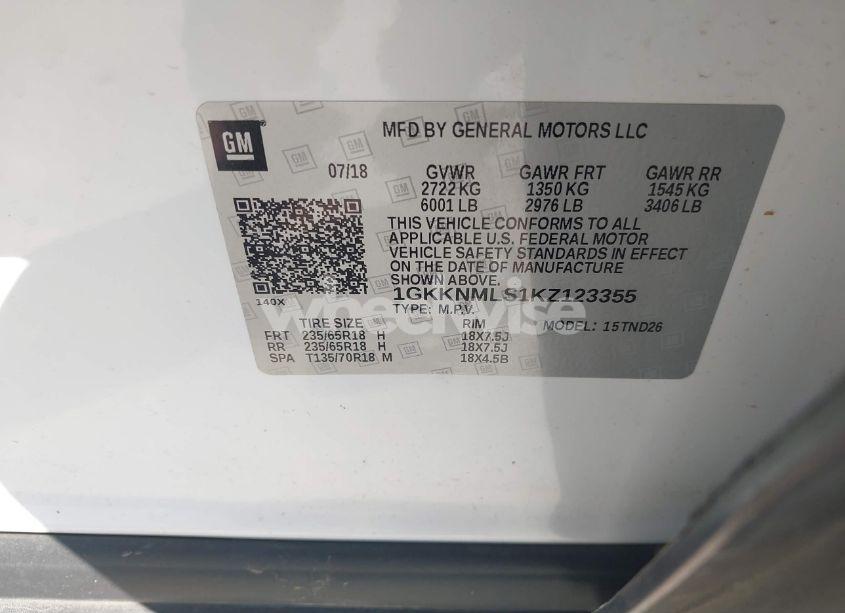 GM
MFD BY GENERAL MOTORS LLC
07/18 GVWR GAWR FRT GAWR RR
2722 KG 1350 KG 1545 KG
6001 LB 2976 LB 3406 LB
THIS VEHICLE CONFORMS TO ALL
APPLICABLE U.S. FEDERAL MOTOR
VEHICLE SAFETY STANDARDS IN EFFECT
ON THE DATE OF MANUFACTURE
SHOWN ABOVE.
140X
1GKKNMLS1KZ123355
TYPE: M.P.V. MODEL: 15TND26
wheelwise
TIRE SIZE RIM
FRT 235/65R18 H 18X7.5J
RR 235/65R18 H 18X7.5J
SPA T135/70R18 M 18X4.5B